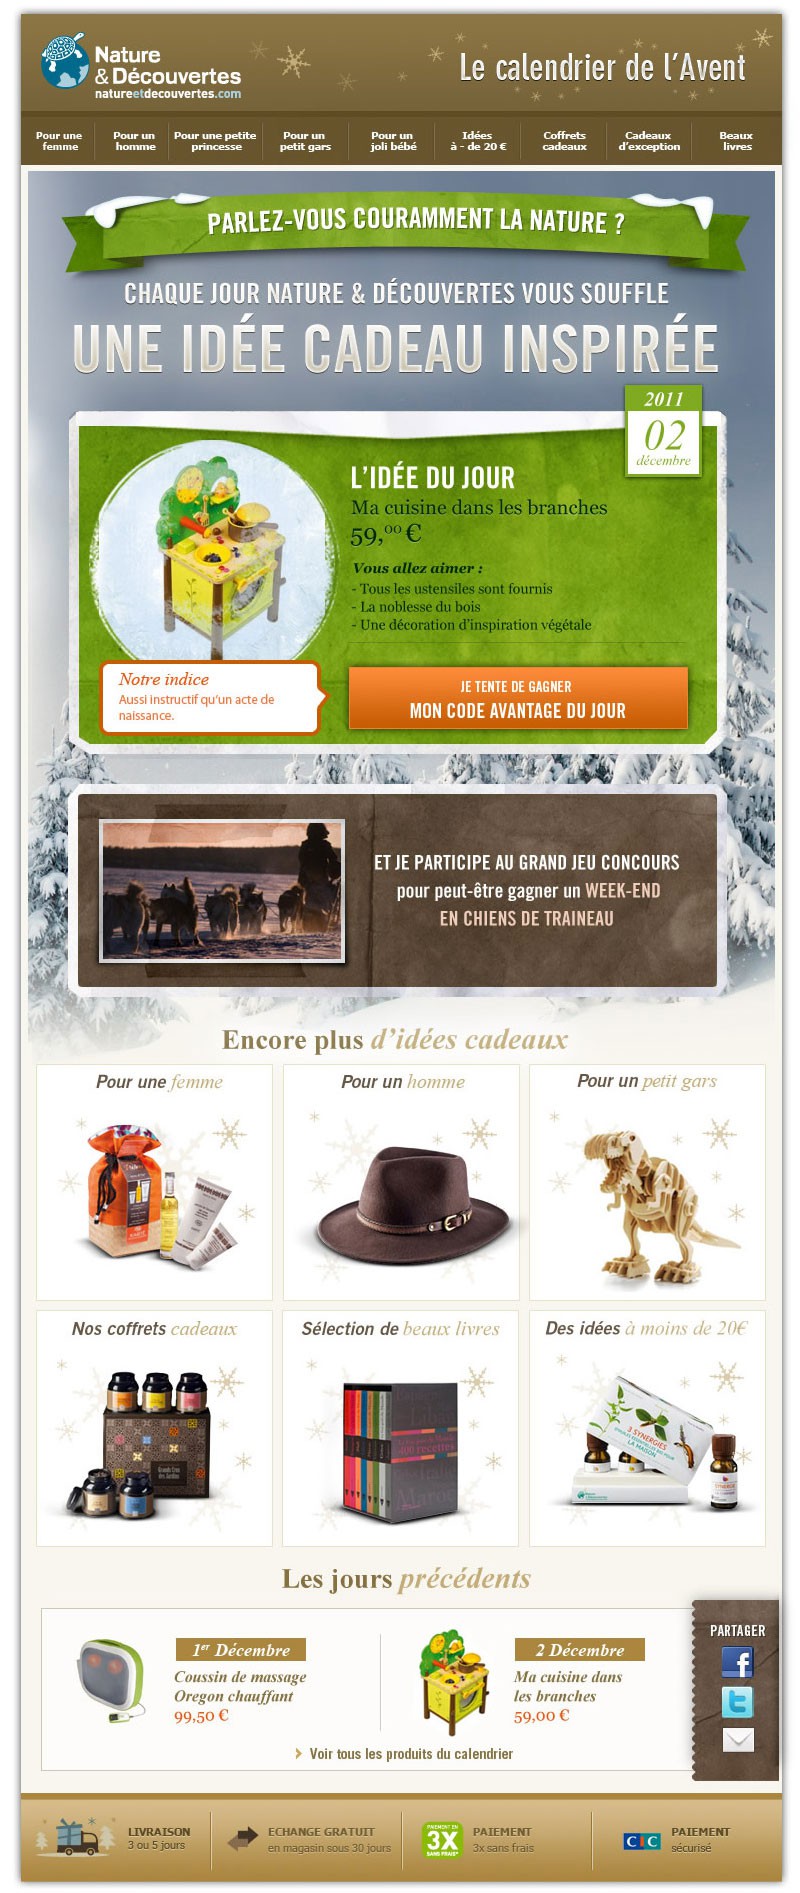 Nature
& Découvertes
natureetdecouvertes.com
Le calendrier de l'Avent
Pour une
femme
Pour un
homme
Pour une petite
princesse
Pour un
petit gars
Pour un
joli bébé
Idées
à - de 20 €
Coffrets
cadeaux
Cadeaux
d'exception
Beaux
livres
PARLEZ-VOUS COURAMMENT LA NATURE ?
CHAQUE JOUR NATURE & DÉCOUVERTES VOUS SOUFFLE
UNE IDÉE CADEAU INSPIRÉE
2011
02
décembre
L'IDÉE DU JOUR
Ma cuisine dans les branches
59,00 €
Vous allez aimer :
- Tous les ustensiles sont fournis
- La noblesse du bois
- Une décoration d'inspiration végétale
Notre indice
Aussi instructif qu'un acte de
naissance.
JE TENTE DE GAGNER
MON CODE AVANTAGE DU JOUR
ET JE PARTICIPE AU GRAND JEU CONCOURS
pour peut-être gagner un WEEK-END
EN CHIENS DE TRAINEAU
Encore plus d'idées cadeaux
Pour une femme
Pour un homme
Pour un petit gars
Nos coffrets cadeaux
Sélection de beaux livres
Des idées à moins de 20€
400 recettes
Maroc
3 SYNERGIES
LA MAISON
SYNERGIE
Les jours précédents
1er Décembre
Coussin de massage
Oregon chauffant
99,50 €
2 Décembre
Ma cuisine dans
les branches
59,00 €
Voir tous les produits du calendrier
PARTAGER
LIVRAISON
3 ou 5 jours
ECHANGE GRATUIT
en magasin sous 30 jours
PAIEMENT EN
3X
SANS FRAIS*
PAIEMENT
3x sans frais
CIC
PAIEMENT
sécurisé